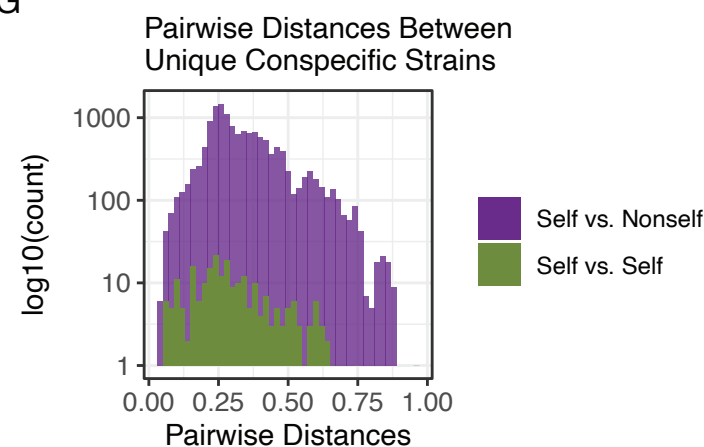 G
Pairwise Distances Between
Unique Conspecific Strains
log10(count)
1000
100
10
1
0.00 0.25 0.50 0.75 1.00
Pairwise Distances
Self vs. Nonself
Self vs. Self